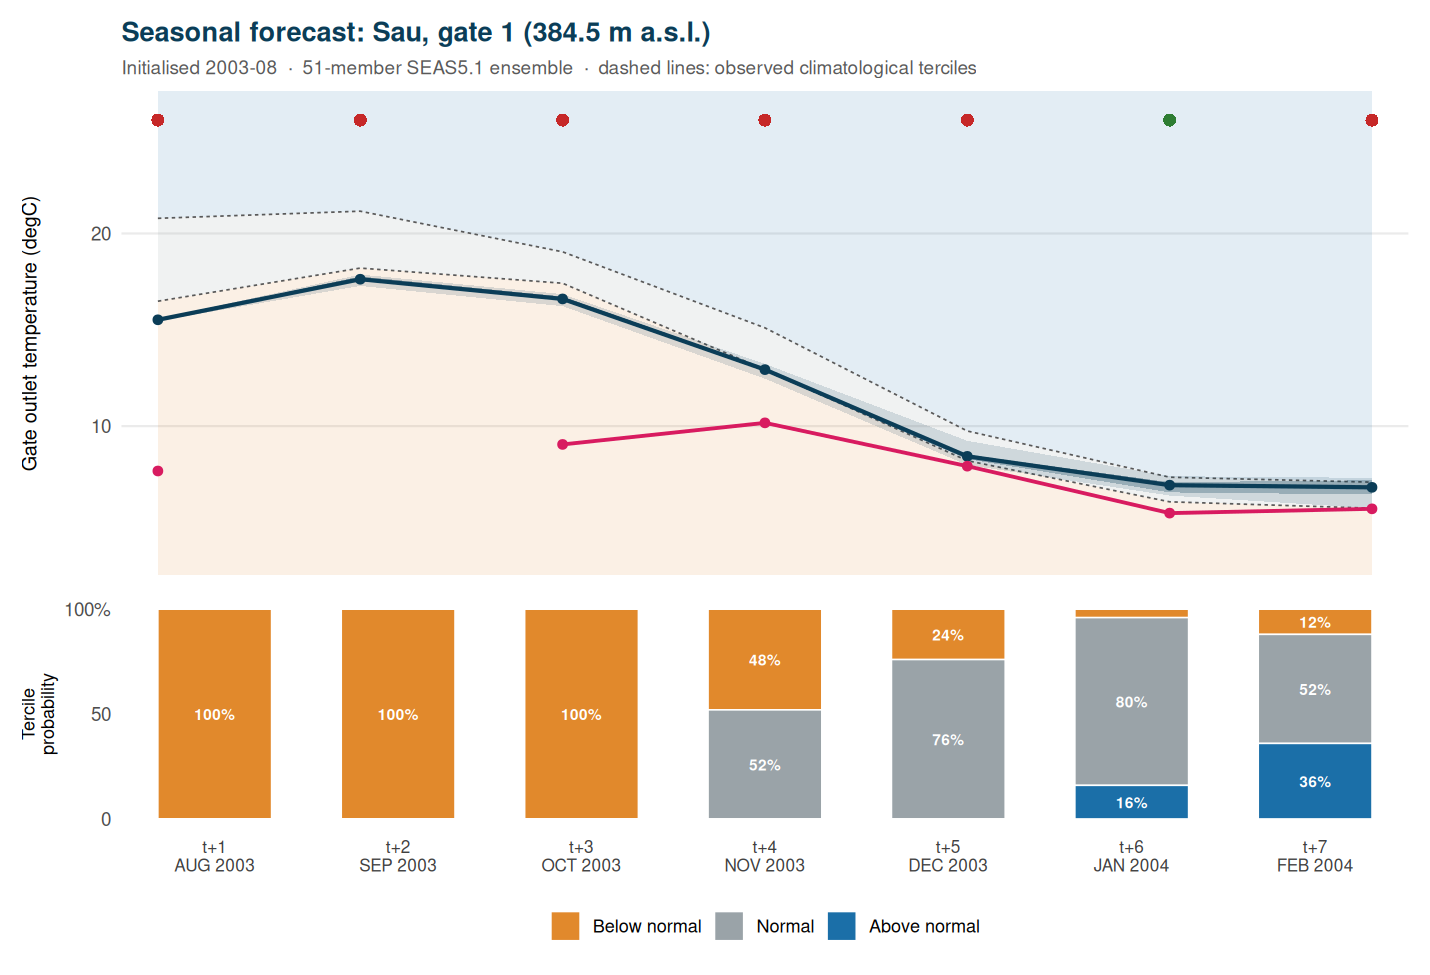 Seasonal forecast: Sau, gate 1 (384.5 m a.s.l.)
Initialised 2003-08 · 51-member SEAS5.1 ensemble · dashed lines: observed climatological terciles
Gate outlet temperature (degC)
20
10
Tercile
probability
100%
50
0
100%
100%
100%
48%
52%
24%
76%
80%
16%
12%
52%
36%
t+1
AUG 2003
t+2
SEP 2003
t+3
OCT 2003
t+4
NOV 2003
t+5
DEC 2003
t+6
JAN 2004
t+7
FEB 2004
Below normal
Normal
Above normal